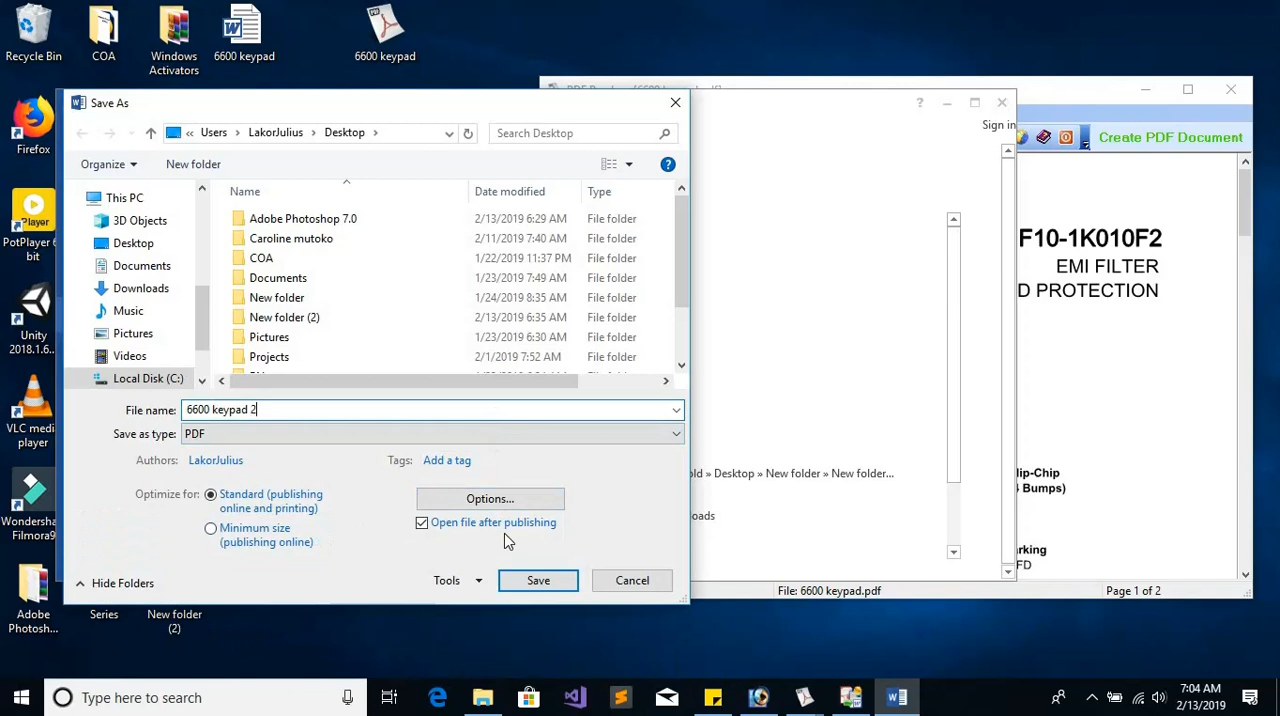 Recycle Bin
COA
Windows
Activators
6600 keypad
6600 keypad
Firefox
Player
PotPlayer 6
bit
Unity
2018.1.6...
VLC media
player
Wondersha
Filmora9
Adobe
Photosh...
Series
New folder
(2)
Save As
Users
LakorJulius
Desktop
Search Desktop
Organize
New folder
This PC
3D Objects
Desktop
Documents
Downloads
Music
Pictures
Videos
Local Disk (C:)
Name
Date modified
Type
Adobe Photoshop 7.0
2/13/2019 6:29 AM
File folder
Caroline mutoko
2/11/2019 7:40 AM
File folder
COA
1/22/2019 11:37 PM
File folder
Documents
1/23/2019 7:49 AM
File folder
New folder
1/24/2019 8:35 AM
File folder
New folder (2)
2/13/2019 6:35 AM
File folder
Pictures
1/23/2019 6:30 AM
File folder
Projects
2/1/2019 7:52 AM
File folder
File name:
6600 keypad 2
Save as type:
PDF
Authors:
LakorJulius
Tags:
Add a tag
Optimize for:
Standard (publishing
online and printing)
Minimum size
(publishing online)
Options...
Open file after publishing
Hide Folders
Tools
Save
Cancel
Sign in
old » Desktop » New folder » New folder...
oads
Create PDF Document
F10-1K010F2
EMI FILTER
D PROTECTION
lip-Chip
4 Bumps)
arking
FD
File: 6600 keypad.pdf
Page 1 of 2
Type here to search
7:04 AM
2/13/2019